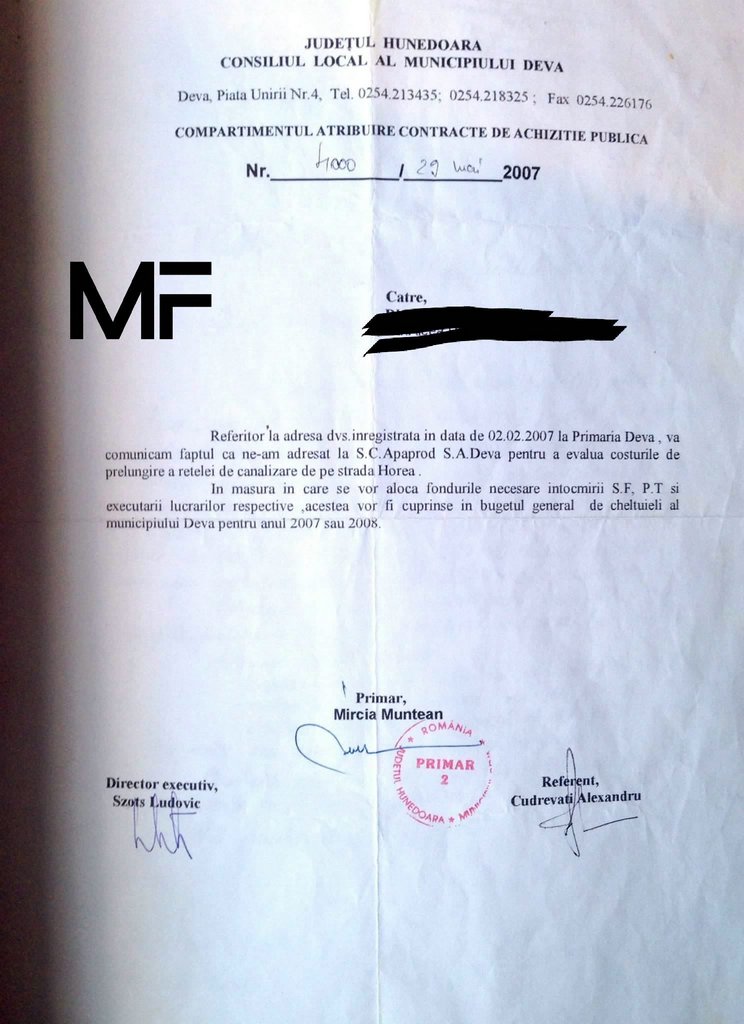 JUDEȚUL HUNEDOARA
CONSILIUL LOCAL AL MUNICIPIULUI DEVA
Deva, Piata Unirii Nr.4, Tel. 0254.213435; 0254.218325 ; Fax 0254.226176
COMPARTIMENTUL ATRIBUIRE CONTRACTE DE ACHIZITIE PUBLICA
Nr. 4000 / 29 mai 2007
MF
Catre,
Referitor la adresa dvs.inregistrata in data de 02.02.2007 la Primaria Deva , va
comunicam faptul ca ne-am adresat la S.C.Apaprod S.A.Deva pentru a evalua costurile de
prelungire a retelei de canalizare de pe strada Horea .
In masura in care se vor aloca fondurile necesare intocmirii S.F, P.T si
executarii lucrarilor respective ,acestea vor fi cuprinse in bugetul general de cheltuieli al
municipiului Deva pentru anul 2007 sau 2008.
Primar,
Mircia Muntean
ROMÂNIA
PRIMAR
2
JUDEȚUL HUNEDOARA
Director executiv,
Szots Ludovic
Referent,
Cudrevati Alexandru